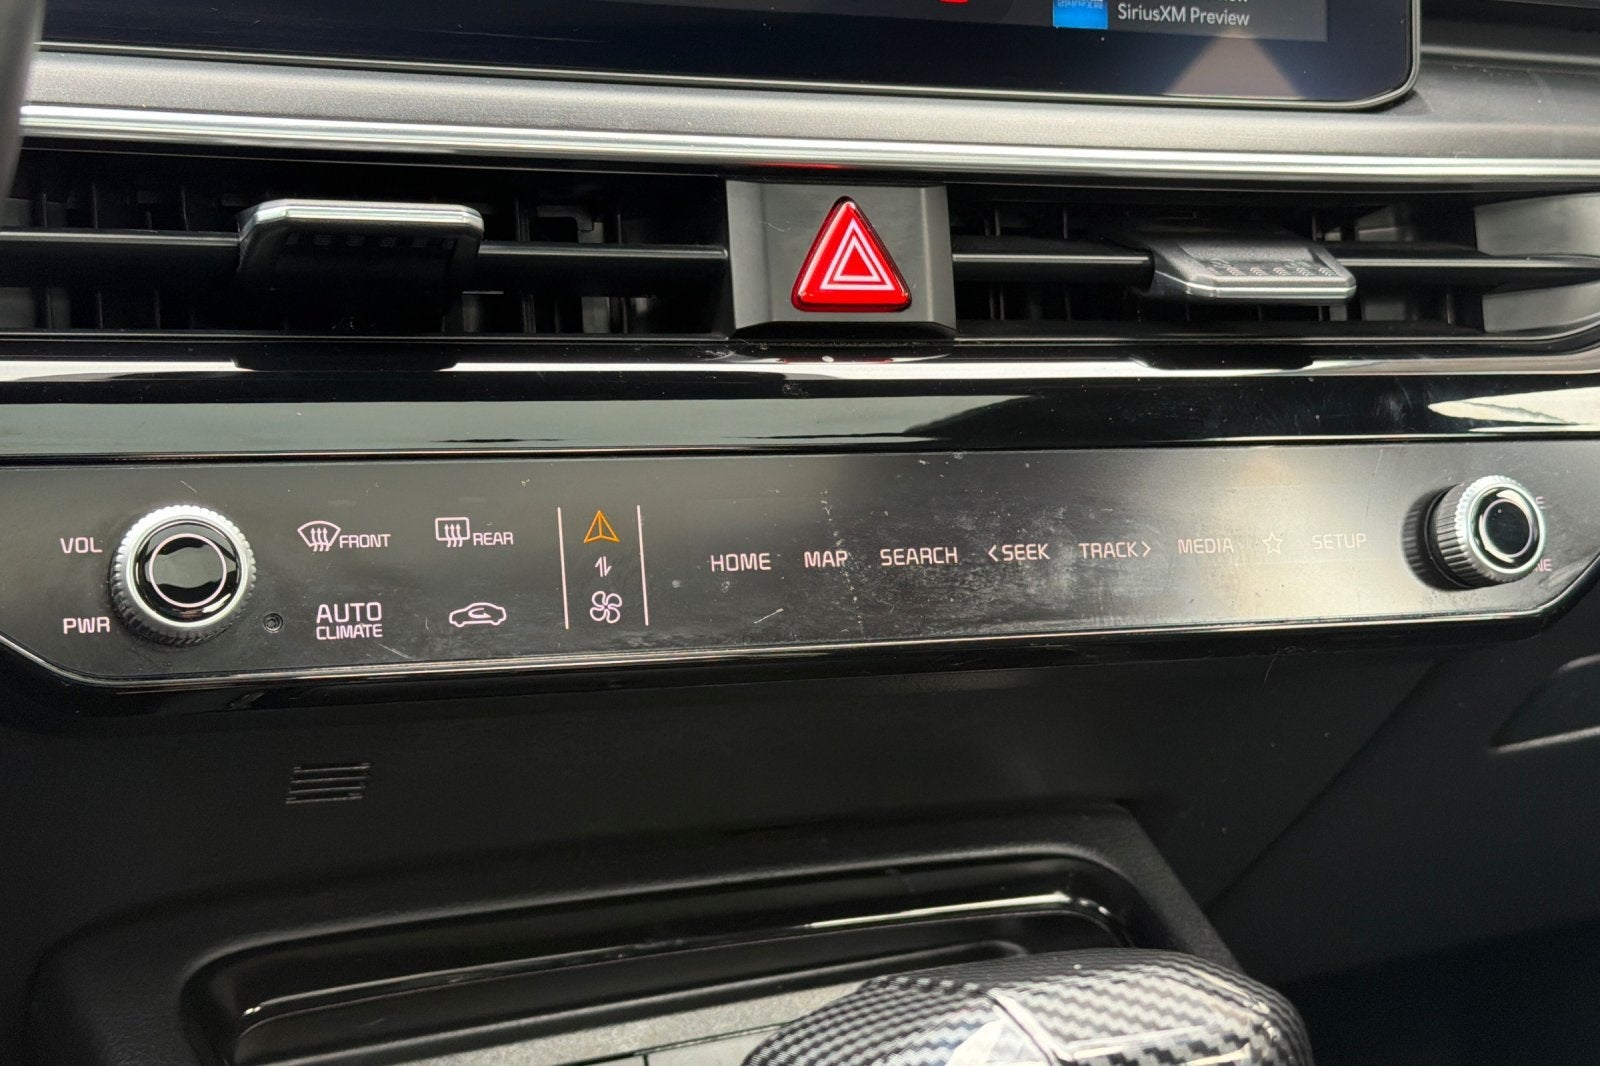 SiriusXM Preview
VOL
FRONT
REAR
HOME MAP SEARCH <SEEK TRACK> MEDIA ☆ SETUP
PWR
AUTO
CLIMATE